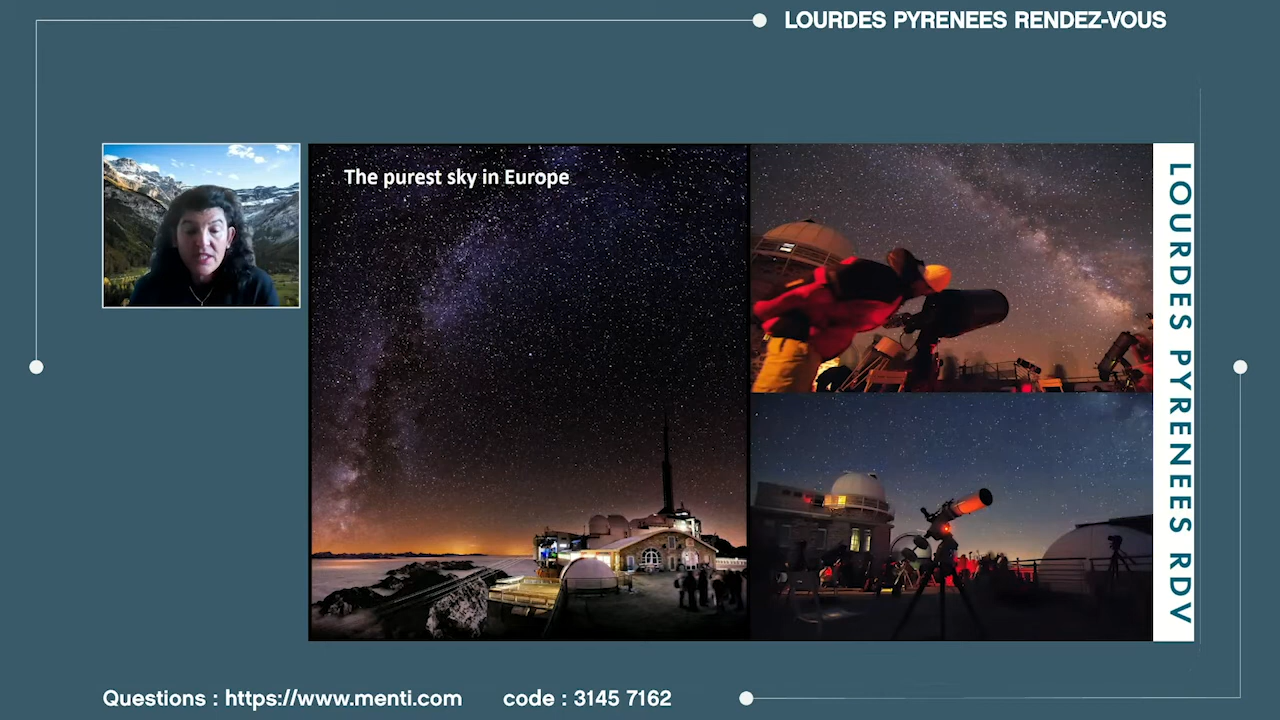 LOURDES PYRENEES RENDEZ-VOUS
The purest sky in Europe
LOURDES PYRENEES RDV
Questions : https://www.menti.com code : 3145 7162